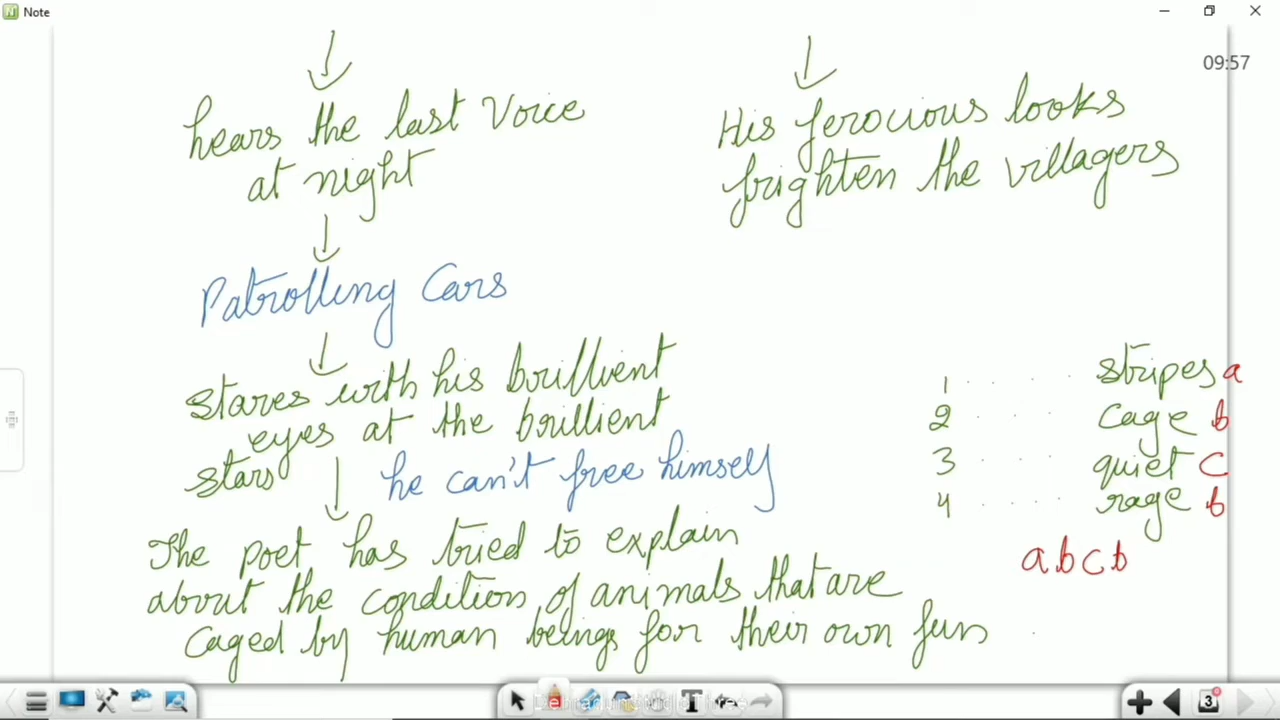 Note
09:57
hears the last Voice
at night
His ferocious looks
frighten the villagers
Patrolling Cars
stares with his brillient
eyes at the brillient
stars
he can't free himself
The poet has tried to explain
about the condition of animals that are
caged by human beings for their own fun
1 . . . . stripes a
2 . . . cage b
3 . . . quiet c
4 . . . . rage b
abcb
T
3